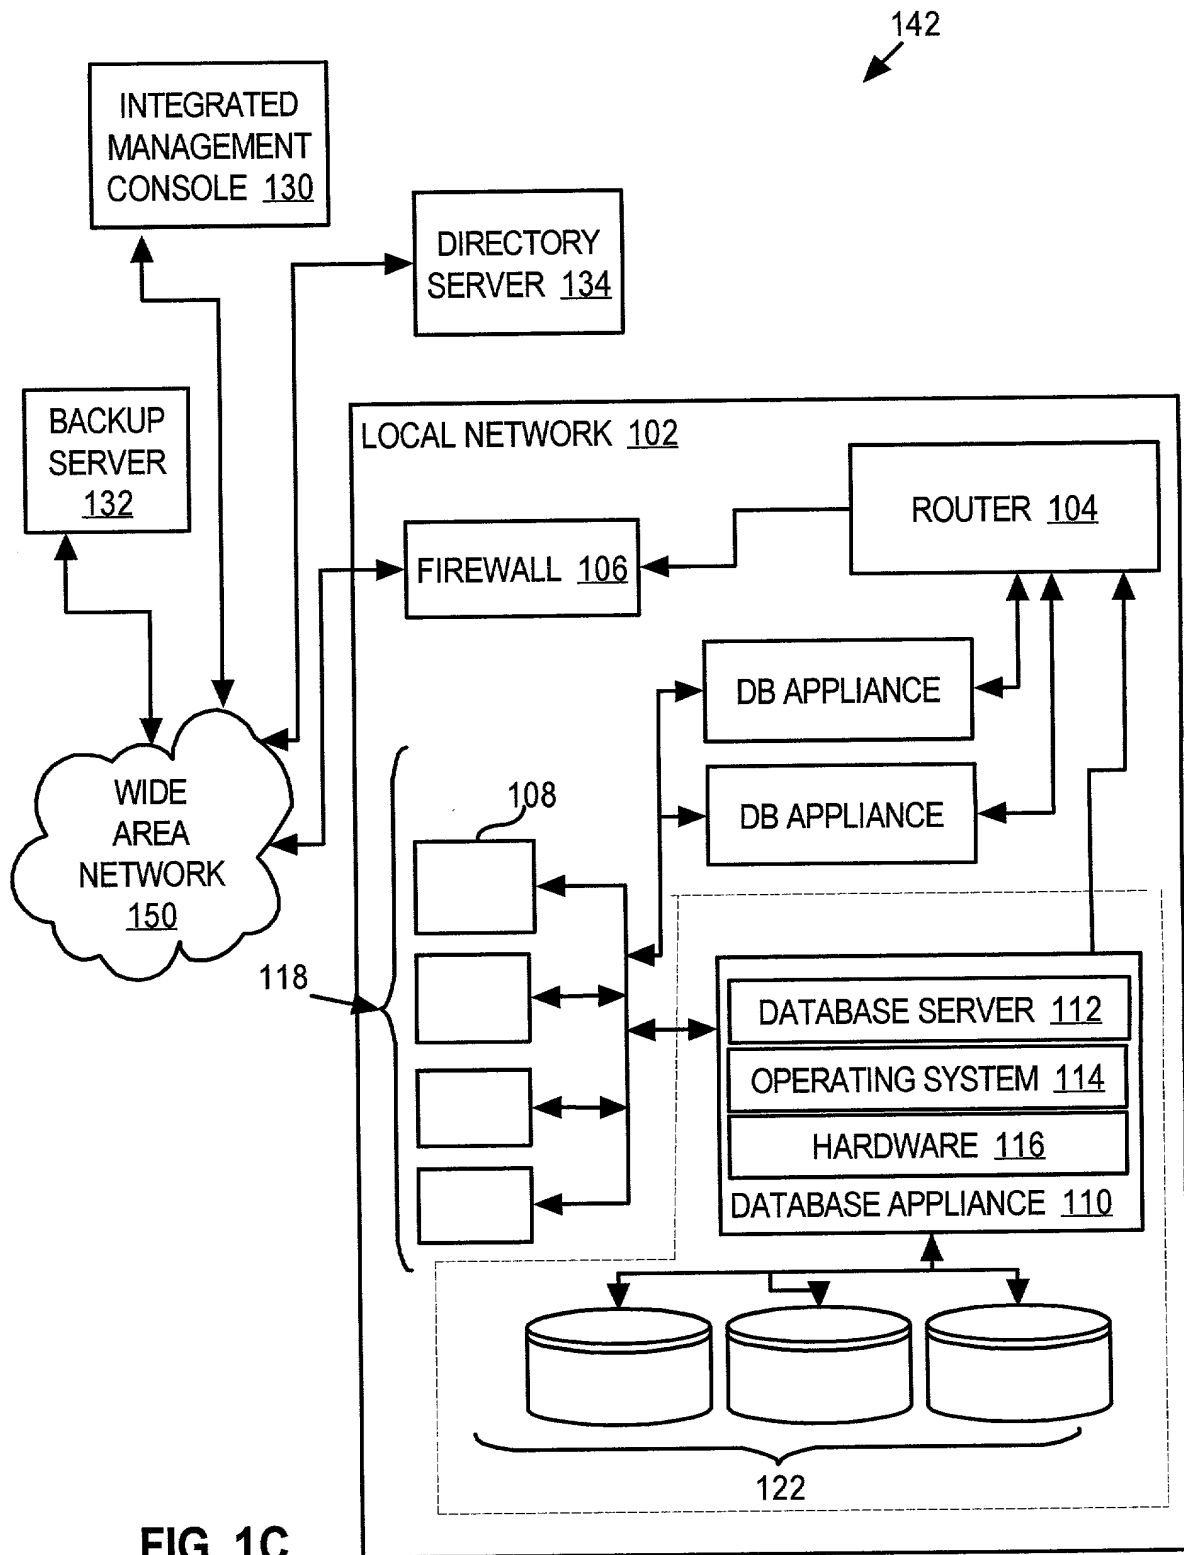 142
INTEGRATED
MANAGEMENT
CONSOLE 130
DIRECTORY
SERVER 134
BACKUP
SERVER
132
LOCAL NETWORK 102
ROUTER 104
FIREWALL 106
DB APPLIANCE
DB APPLIANCE
WIDE
AREA
NETWORK
150
108
118
DATABASE SERVER 112
OPERATING SYSTEM 114
HARDWARE 116
DATABASE APPLIANCE 110
122
FIG. 1C